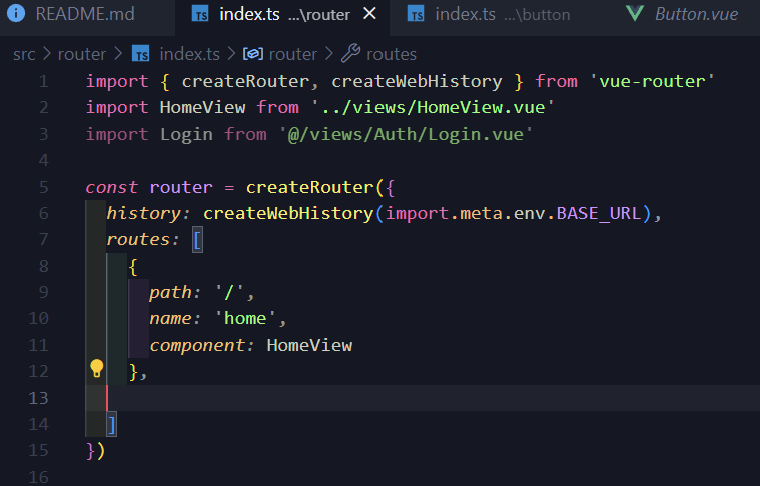 README.md index.ts ...\router index.ts ...\button Button.vue
src > router > TS index.ts > router > routes
1 import { createRouter, createWebHistory } from 'vue-router'
2 import HomeView from '../views/HomeView.vue'
3 import Login from '@/views/Auth/Login.vue'
4
5 const router = createRouter({
6 history: createWebHistory(import.meta.env.BASE_URL),
7 routes: [
8 {
9 path: '/',
10 name: 'home',
11 component: HomeView
12 },
13
14 ]
15 })
16